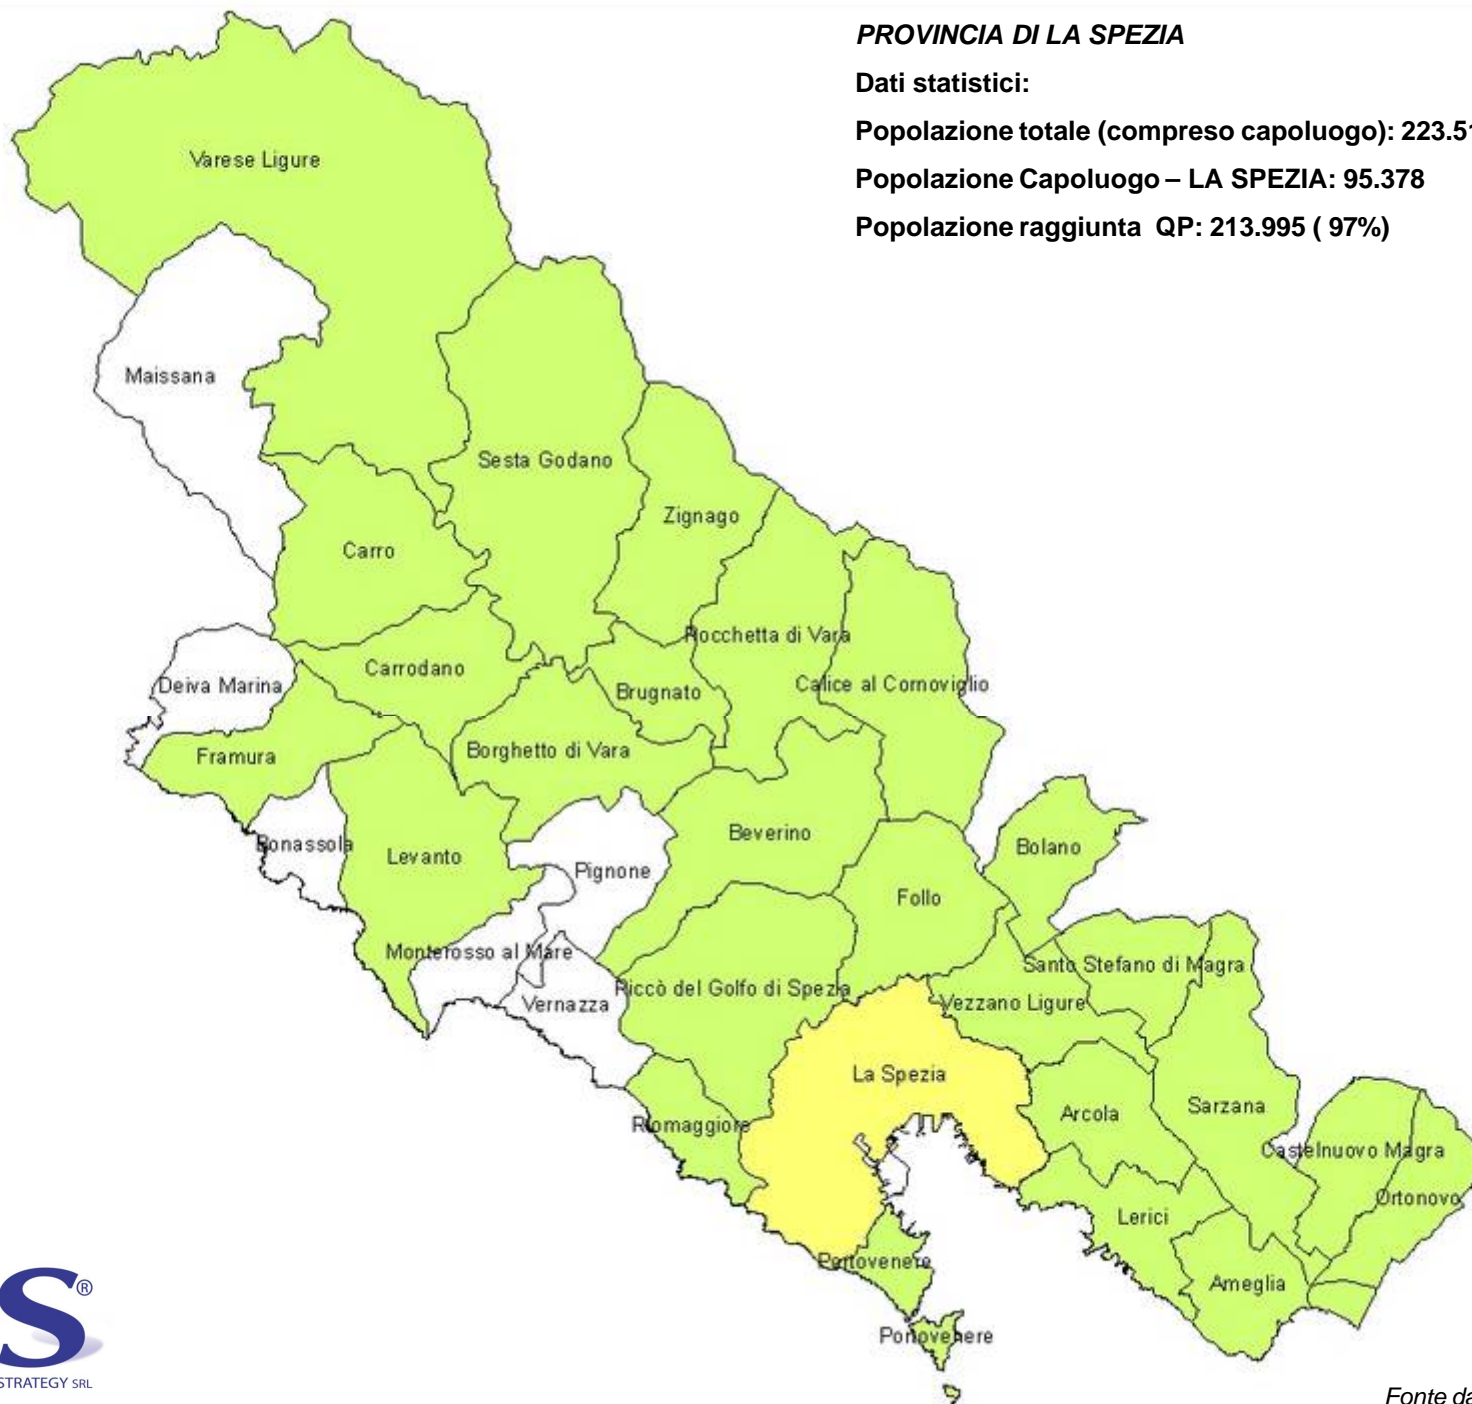 PROVINCIA DI LA SPEZIA
Dati statistici:
Popolazione totale (compreso capoluogo): 223.51
Popolazione Capoluogo – LA SPEZIA: 95.378
Popolazione raggiunta QP: 213.995 ( 97%)
Varese Ligure
Maissana
Sesta Godano
Zignago
Carro
Rocchetta di Vara
Carrodano
Deiva Marina
Brugnato
Calice al Cornoviglio
Framura
Borghetto di Vara
Bonassola
Levanto
Pignone
Beverino
Bolano
Follo
Monterosso al Mare
Vernazza
Riccò del Golfo di Spezia
Santo Stefano di Magra
Vezzano Ligure
La Spezia
Arcola
Sarzana
Riomaggiore
Castelnuovo Magra
Ortonovo
Lerici
Portovenere
Ameglia
Portovenere
S®
STRATEGY SRL
Fonte da